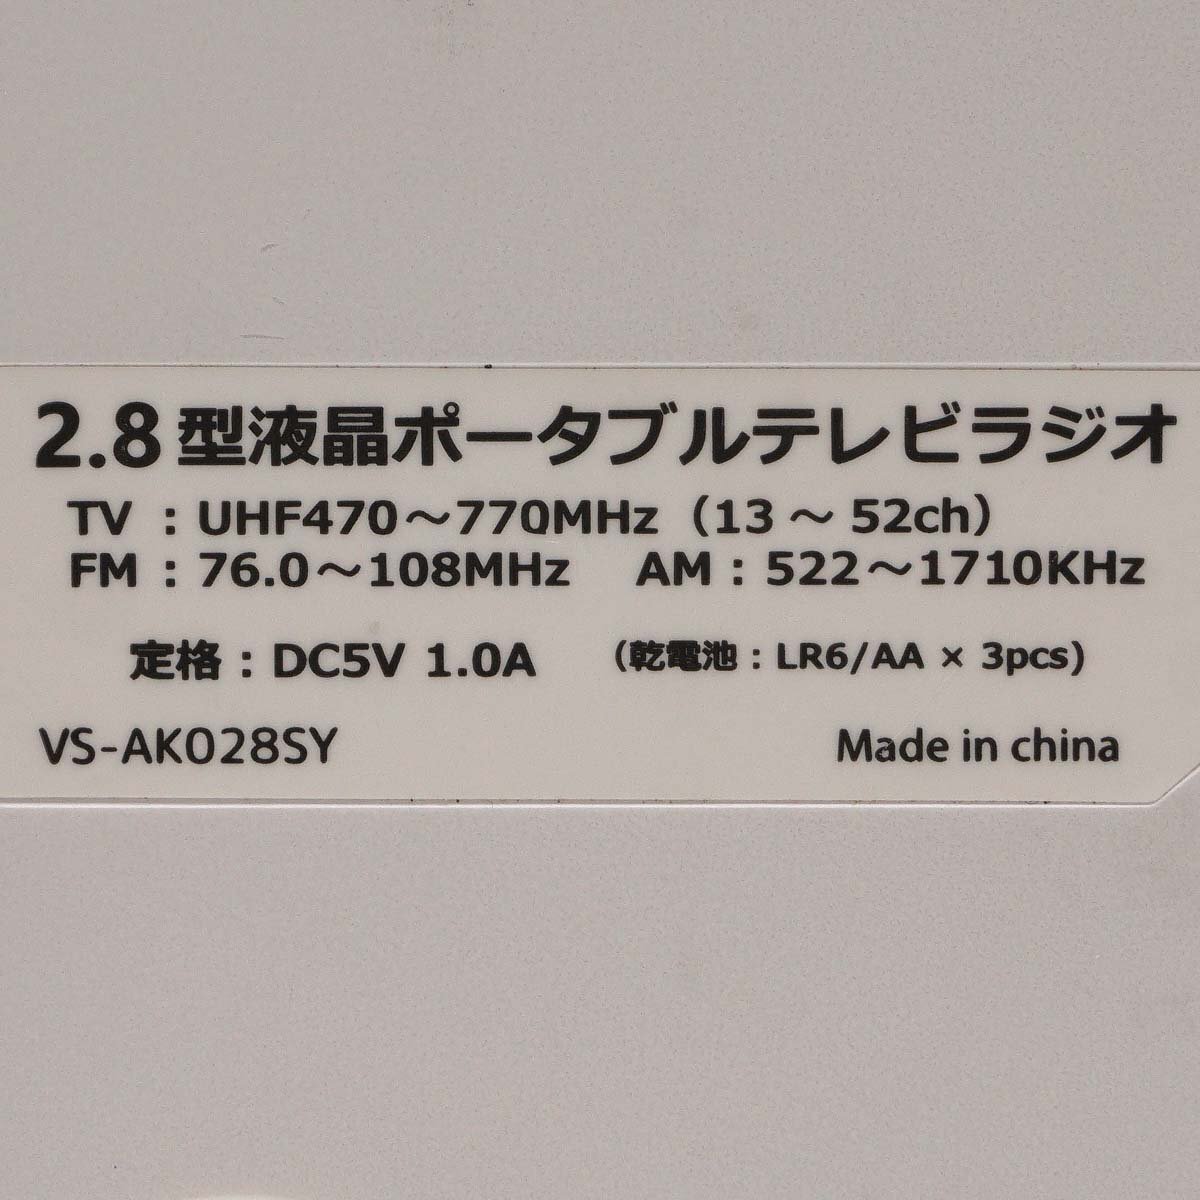 2.8型液晶ポータブルテレビラジオ
TV : UHF470～770MHz（13 ～ 52ch）
FM : 76.0～108MHz AM : 522～1710KHz
定格 : DC5V 1.0A （乾電池 : LR6/AA × 3pcs）
VS-AK028SY Made in china